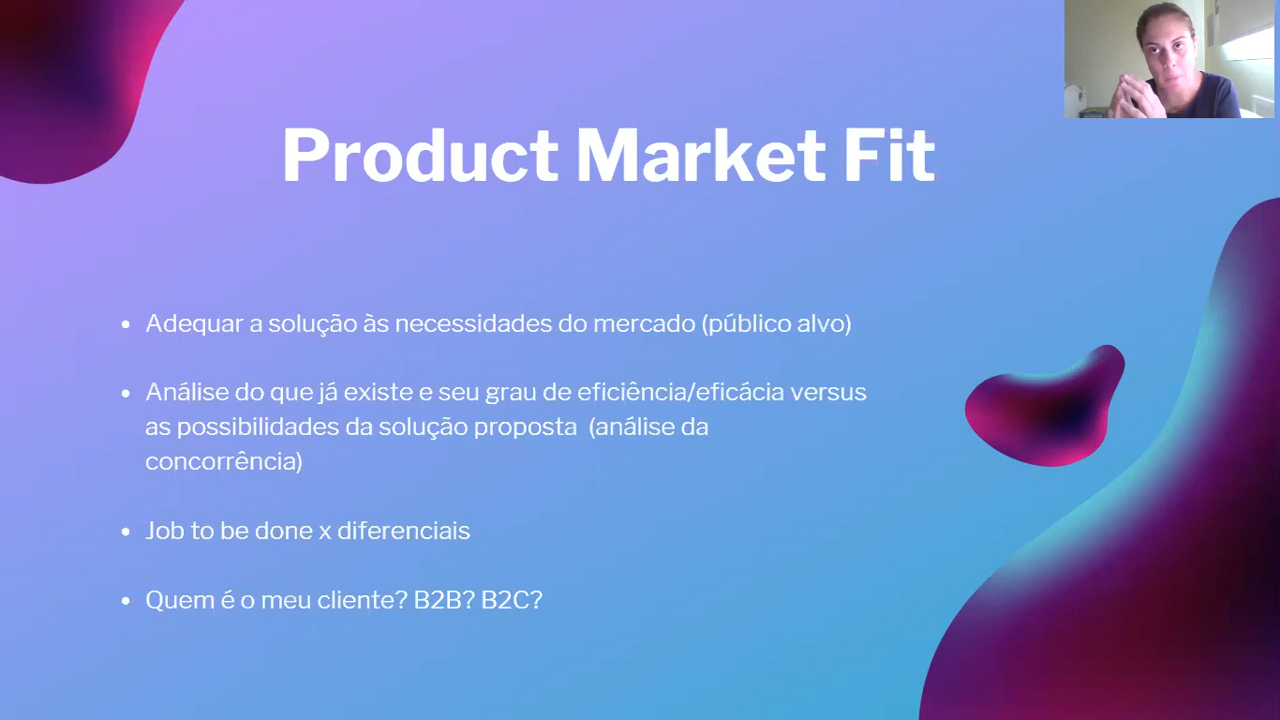 Product Market Fit
• Adequar a solução às necessidades do mercado (público alvo)
• Análise do que já existe e seu grau de eficiência/eficácia versus
as possibilidades da solução proposta  (análise da
concorrência)
• Job to be done x diferenciais
• Quem é o meu cliente? B2B? B2C?